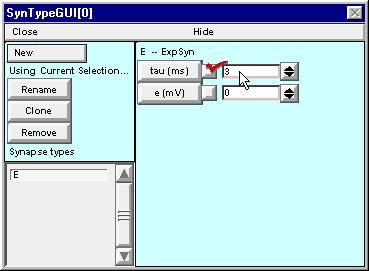 SynTypeGUI[0]
Close Hide
New
Using Current Selection...
Rename
Clone
Remove
Synapse types
E
E -- ExpSyn
tau (ms) 3
e (mV) 0